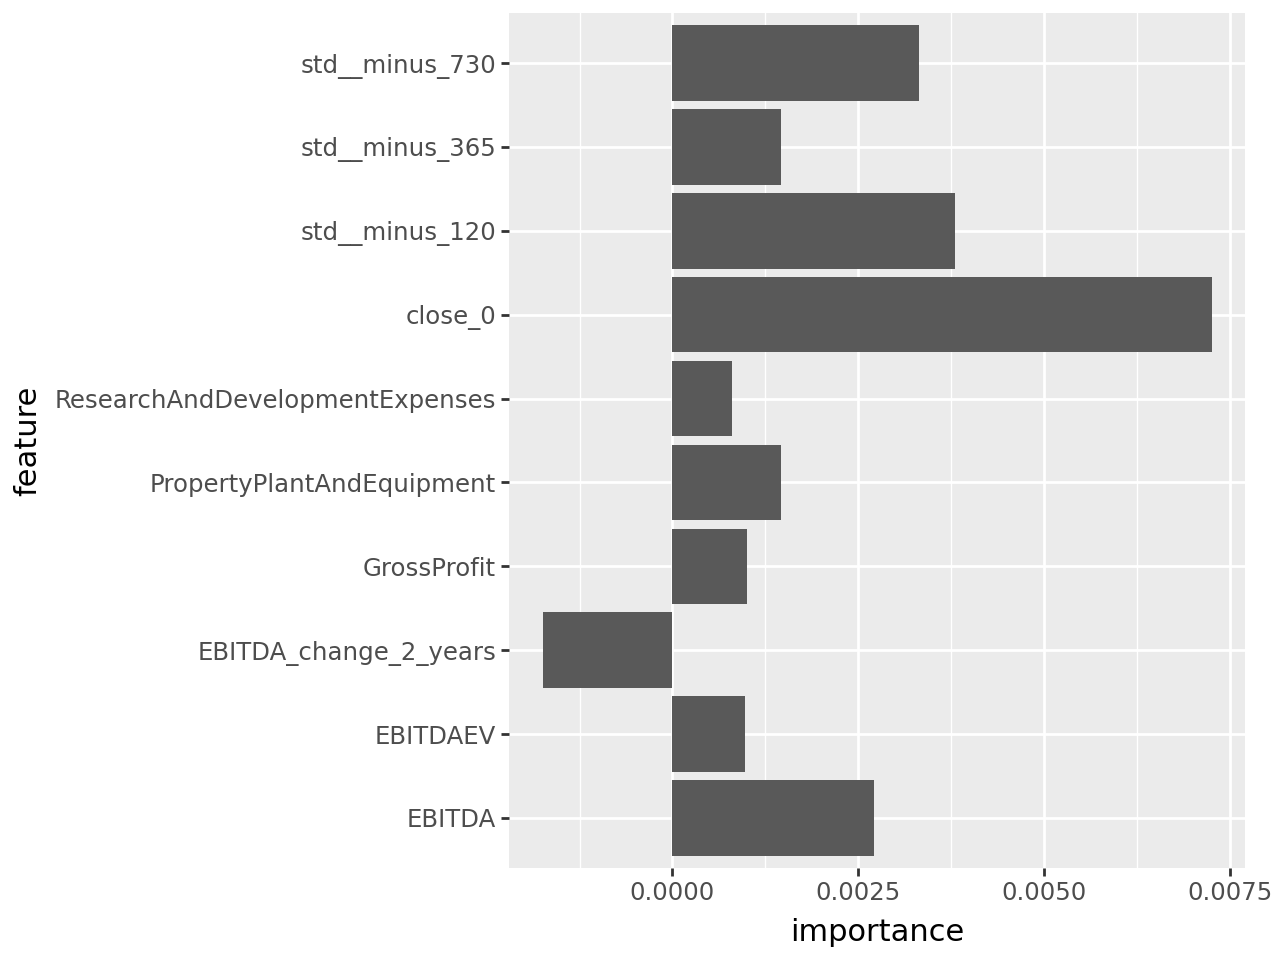 std__minus_730
std__minus_365
std__minus_120
close_0
ResearchAndDevelopmentExpenses
PropertyPlantAndEquipment
GrossProfit
EBITDA_change_2_years
EBITDAEV
EBITDA
feature
0.0000 0.0025 0.0050 0.0075
importance